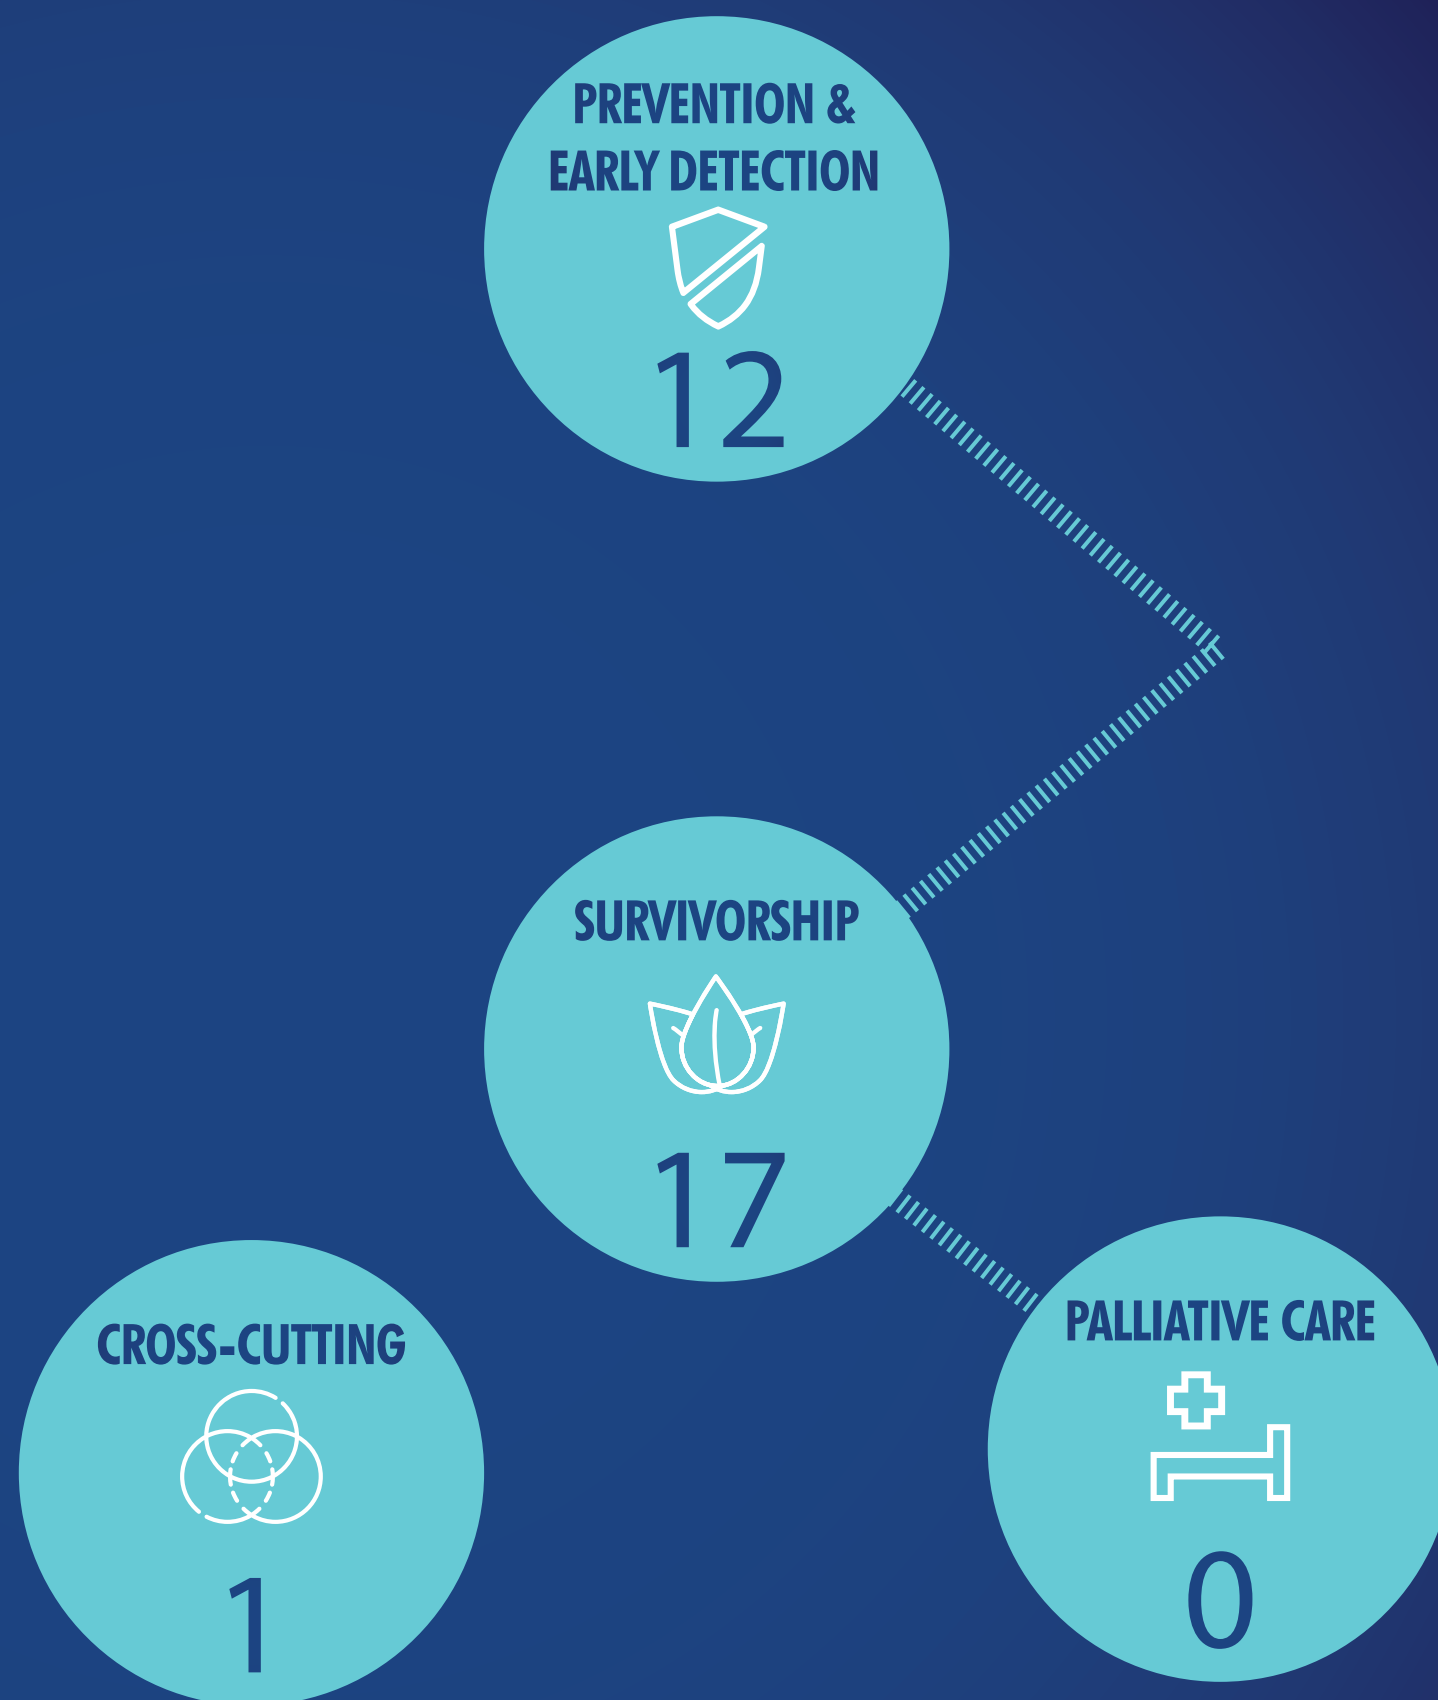 PREVENTION &
EARLY DETECTION
12
SURVIVORSHIP
17
CROSS-CUTTING
1
PALLIATIVE CARE
0